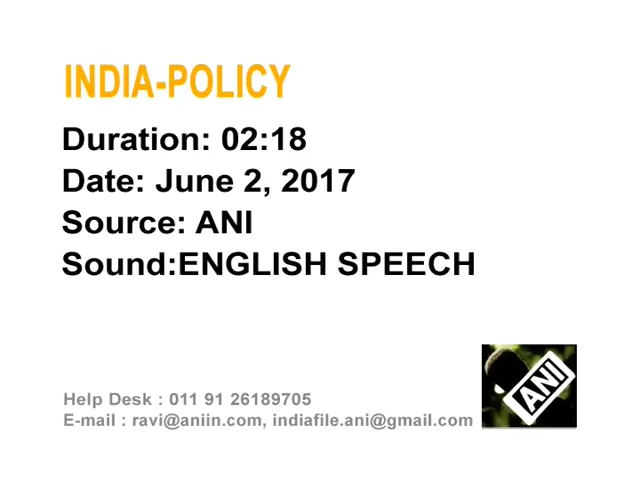 INDIA-POLICY
Duration: 02:18
Date: June 2, 2017
Source: ANI
Sound:ENGLISH SPEECH
Help Desk : 011 91 26189705
E-mail : ravi@aniin.com, indiafile.ani@gmail.com
ANI